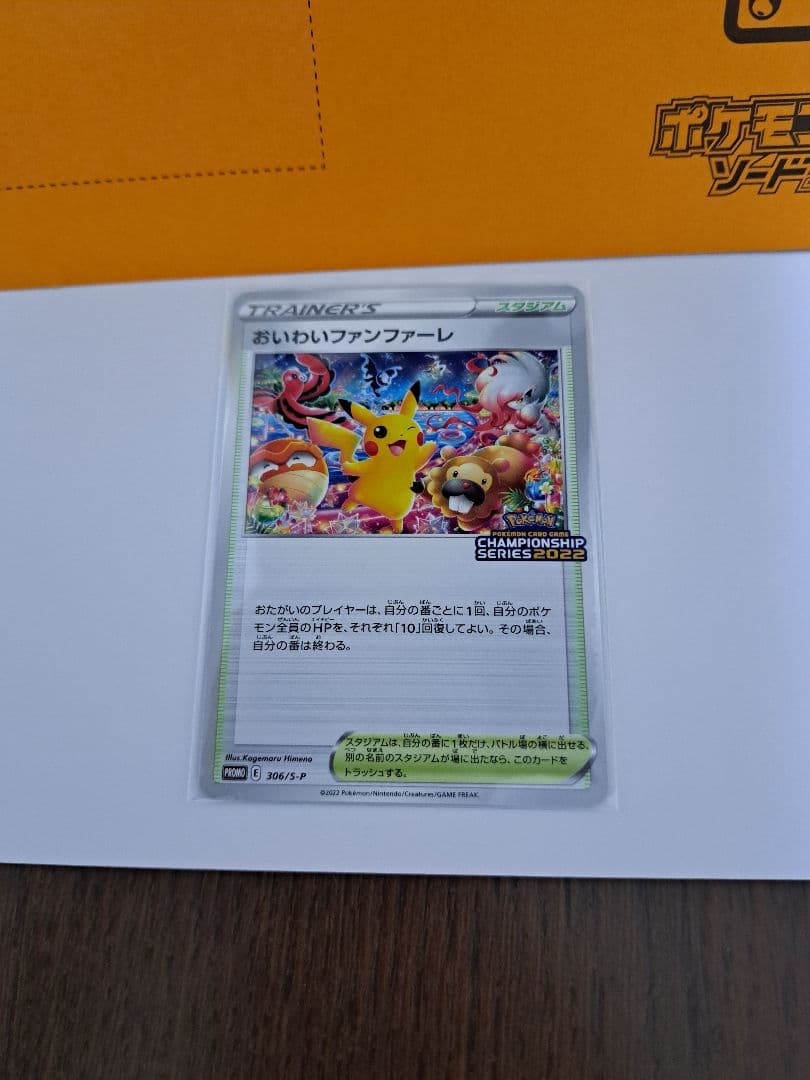 ポケモン
ソード
TRAINER'S
スタジアム
おいわいファンファーレ
POKÉMON
POKÉMON CARD GAME
CHAMPIONSHIP
SERIES 2022
おたがいのプレイヤーは、自分の番ごとに1回、自分のポケ
モン全員のHPを、それぞれ「10」回復してよい。その場合、
自分の番は終わる。
スタジアムは、自分の番に1枚だけ、バトル場の横に出せる。
別の名前のスタジアムが場に出たなら、このカードを
トラッシュする。
Illus. Kagemaru Himeno
PROMO E 306/S-P
©2022 Pokémon/Nintendo/Creatures/GAME FREAK.